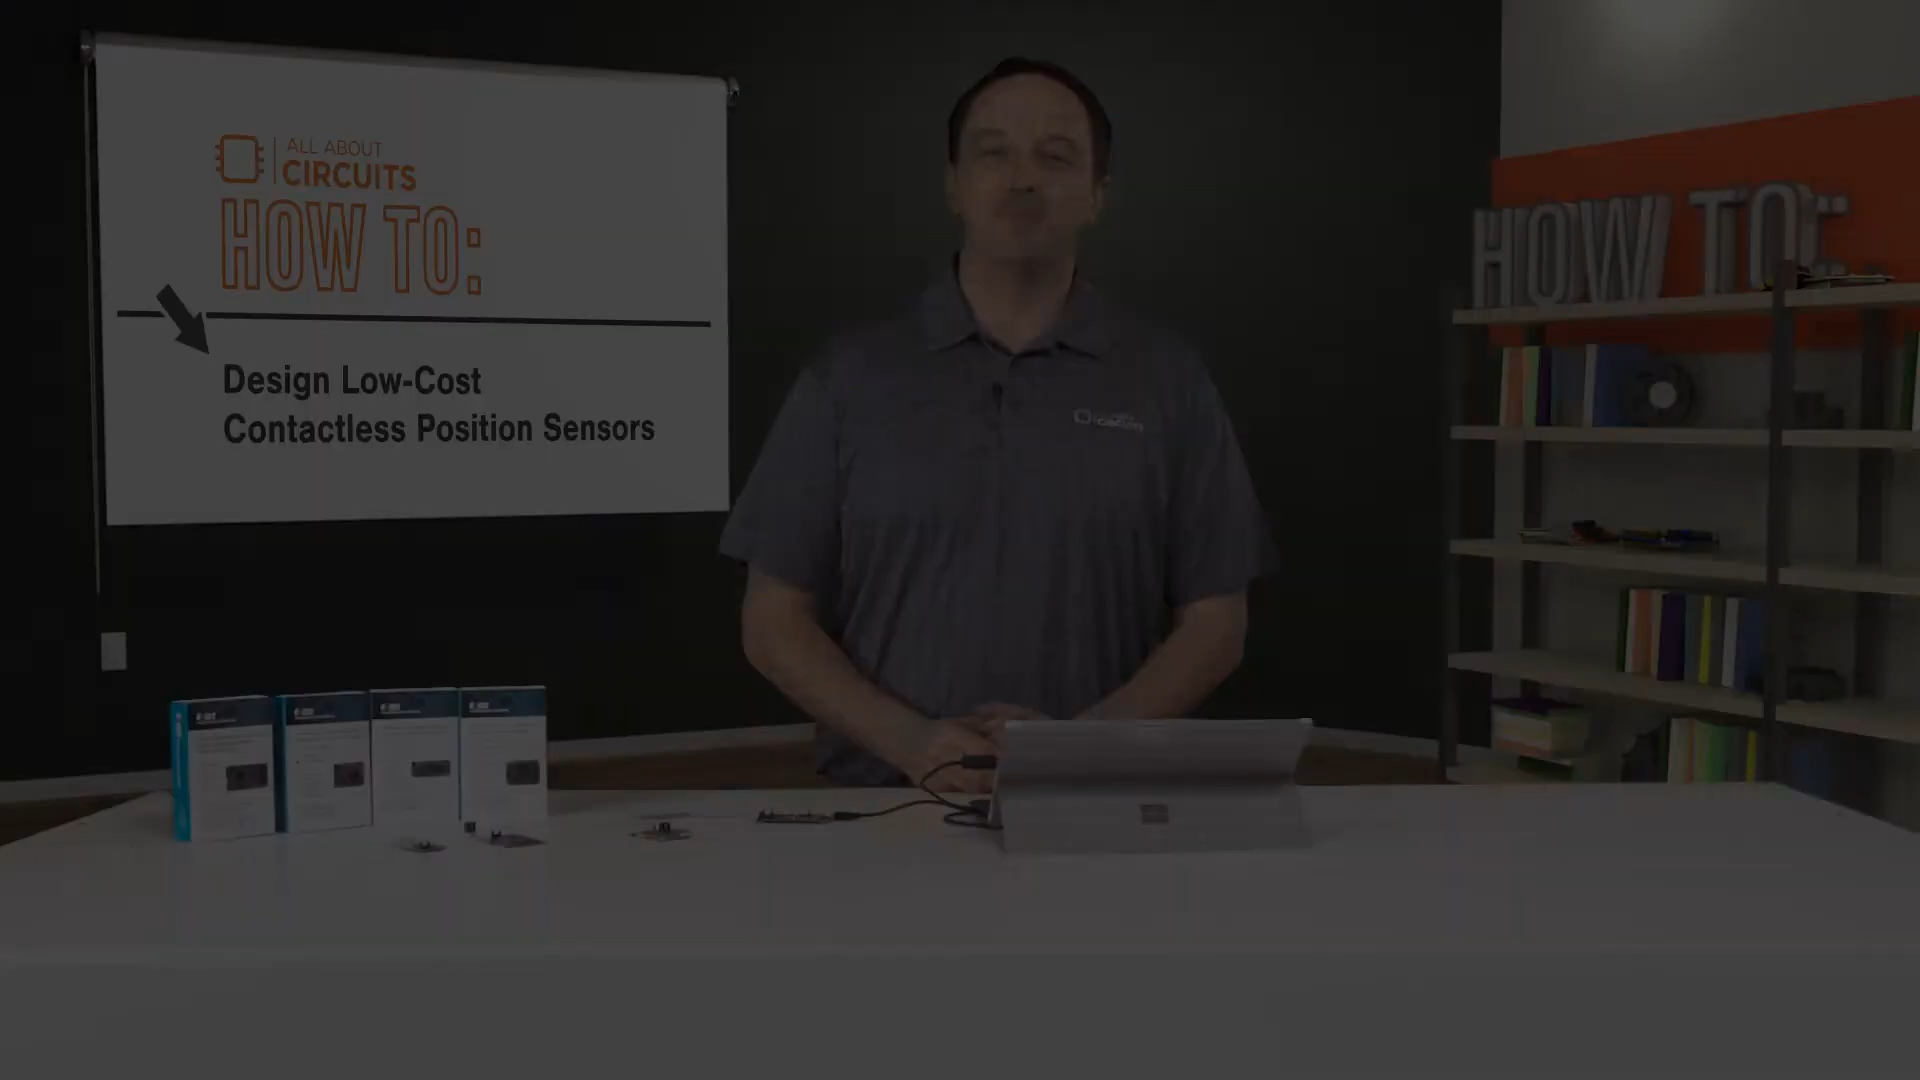 ALL ABOUT
CIRCUITS
HOW TO:
Design Low-Cost
Contactless Position Sensors
HOW TO: